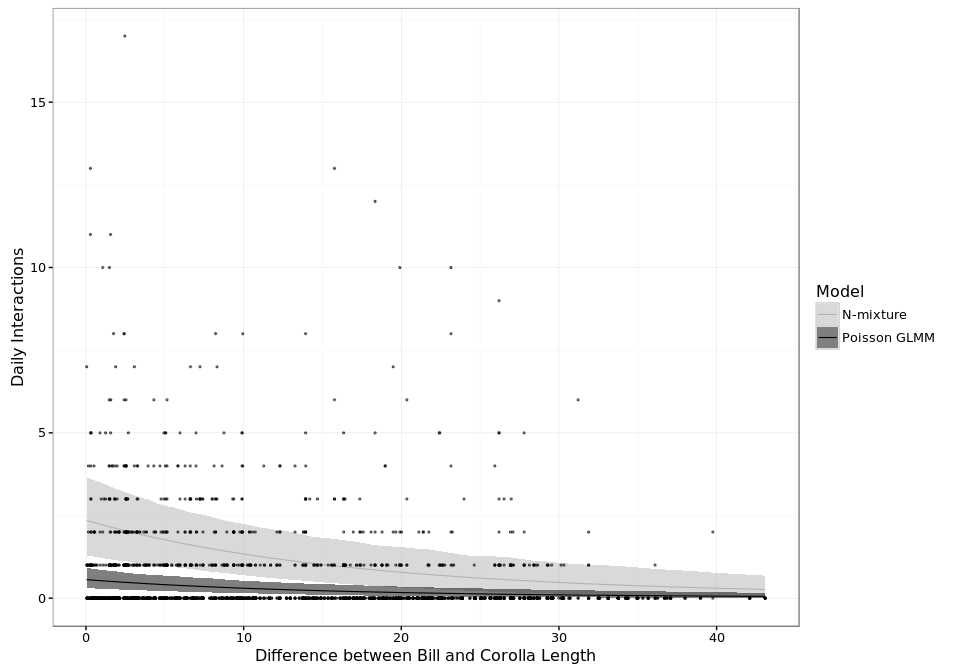 15
10
5
0
0
10
20
30
40
Daily Interactions
Difference between Bill and Corolla Length
Model
N-mixture
Poisson GLMM